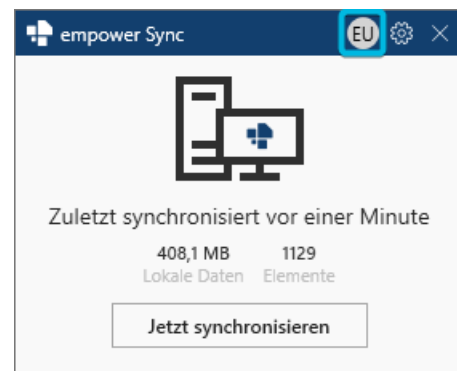 empower Sync EU
Zuletzt synchronisiert vor einer Minute
408,1 MB 1129
Lokale Daten Elemente
Jetzt synchronisieren